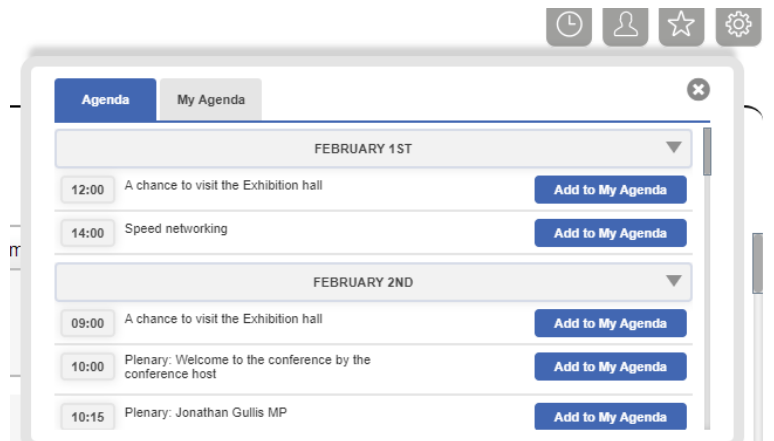 Agenda
My Agenda
FEBRUARY 1ST
12:00 A chance to visit the Exhibition hall Add to My Agenda
14:00 Speed networking Add to My Agenda
m
FEBRUARY 2ND
09:00 A chance to visit the Exhibition hall Add to My Agenda
10:00 Plenary: Welcome to the conference by the
conference host Add to My Agenda
10:15 Plenary: Jonathan Gullis MP Add to My Agenda